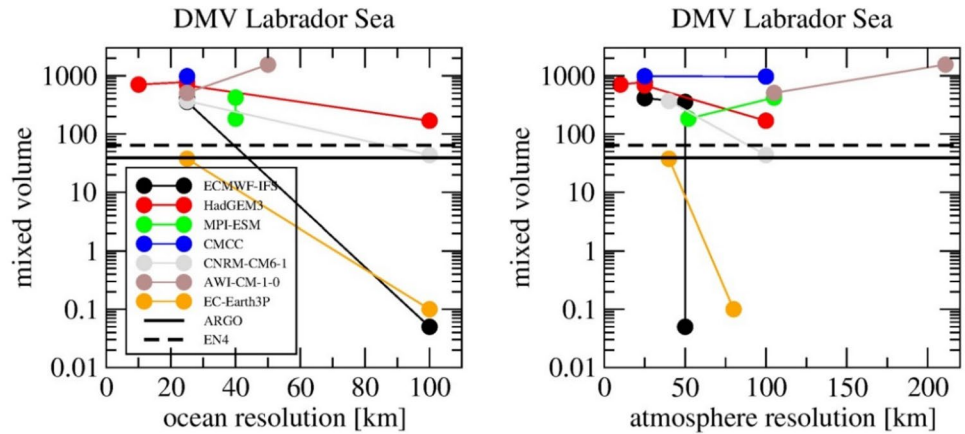 DMV Labrador Sea
mixed volume
1000
100
10
1
0.1
0.01
ECMWF-IFS
HadGEM3
MPI-ESM
CMCC
CNRM-CM6-1
AWI-CM-1-0
EC-Earth3P
ARGO
EN4
0 20 40 60 80 100
ocean resolution [km]
DMV Labrador Sea
mixed volume
1000
100
10
1
0.1
0.01
0 50 100 150 200
atmosphere resolution [km]